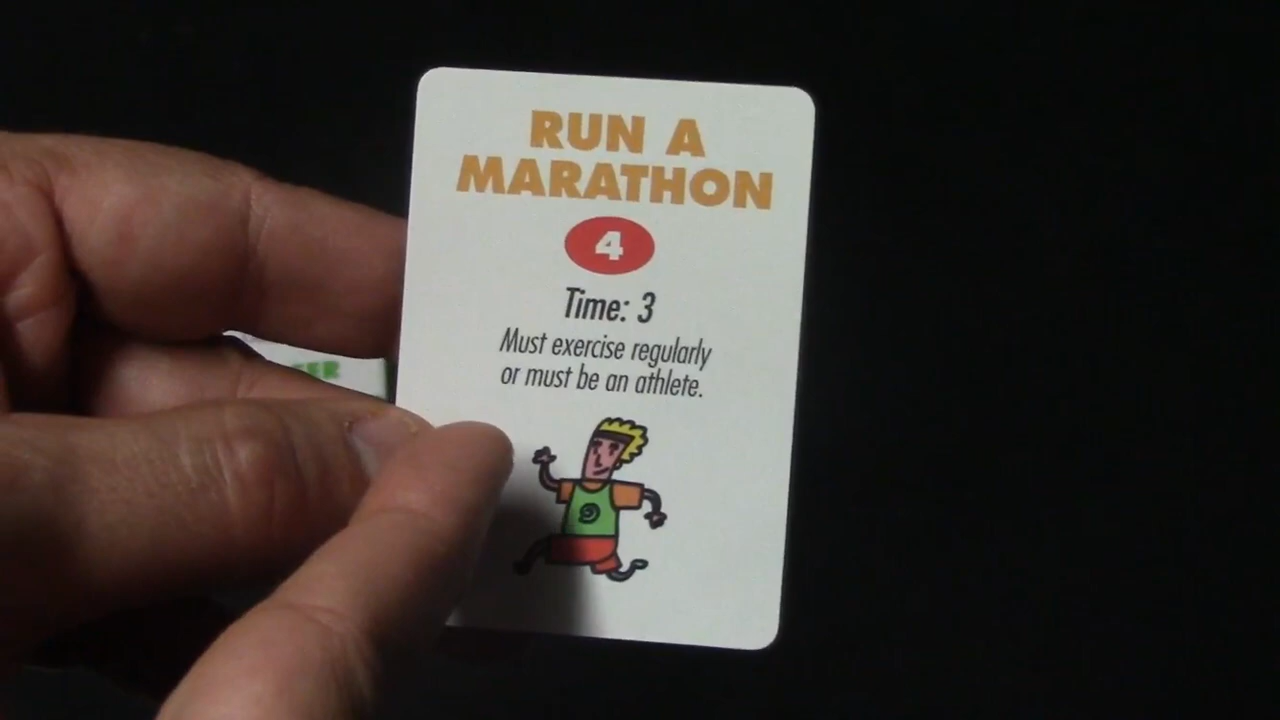 RUN A
MARATHON
4
Time: 3
Must exercise regularly
or must be an athlete.